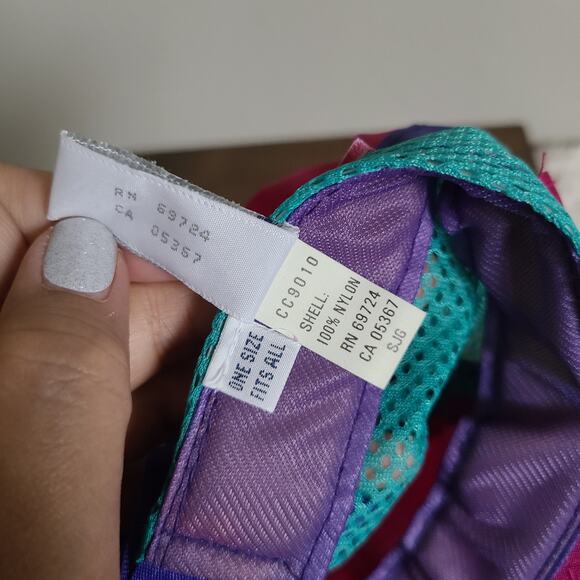 RN 69724
CA 05367
CC9010
SHELL:
100% NYLON
RN 69724
CA 05367
SJG
ONE SIZE
FITS ALL